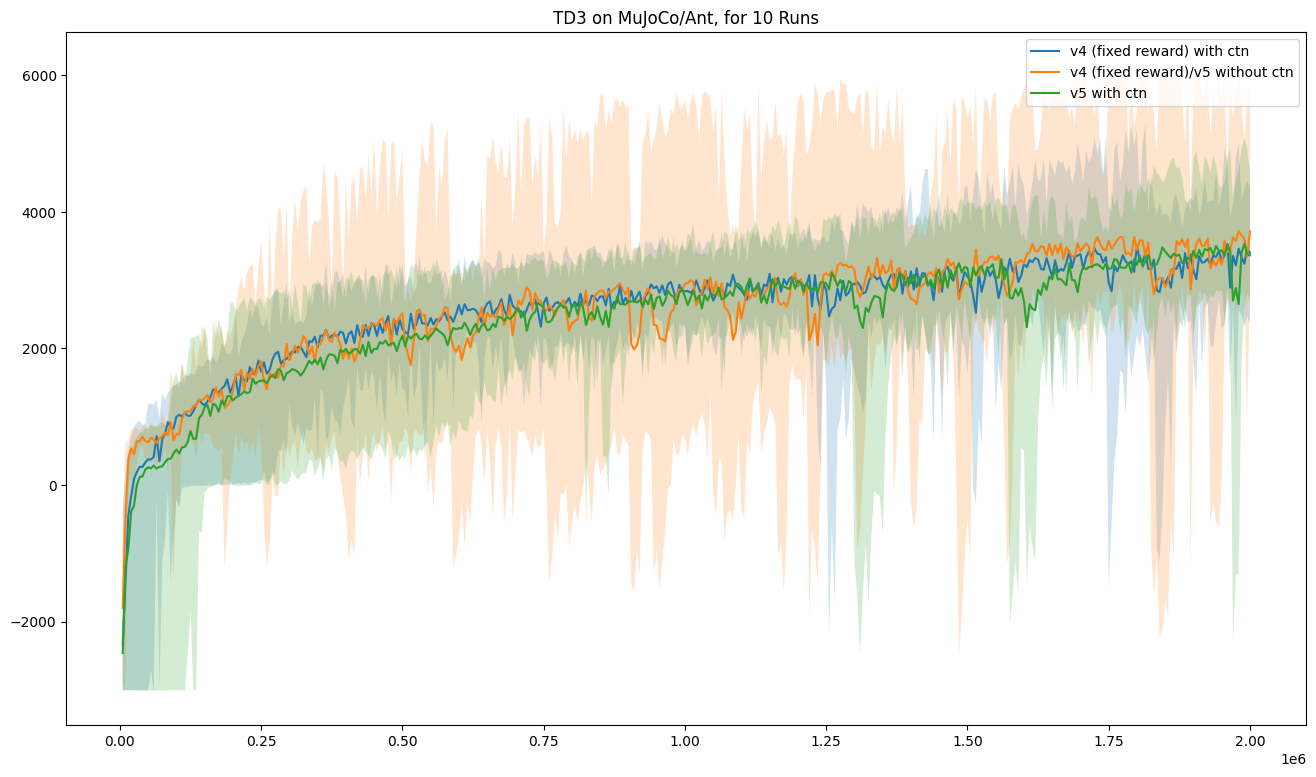 TD3 on MuJoCo/Ant, for 10 Runs
v4 (fixed reward) with ctn
v4 (fixed reward)/v5 without ctn
v5 with ctn
6000
4000
2000
0
−2000
0.00 0.25 0.50 0.75 1.00 1.25 1.50 1.75 2.00
1e6